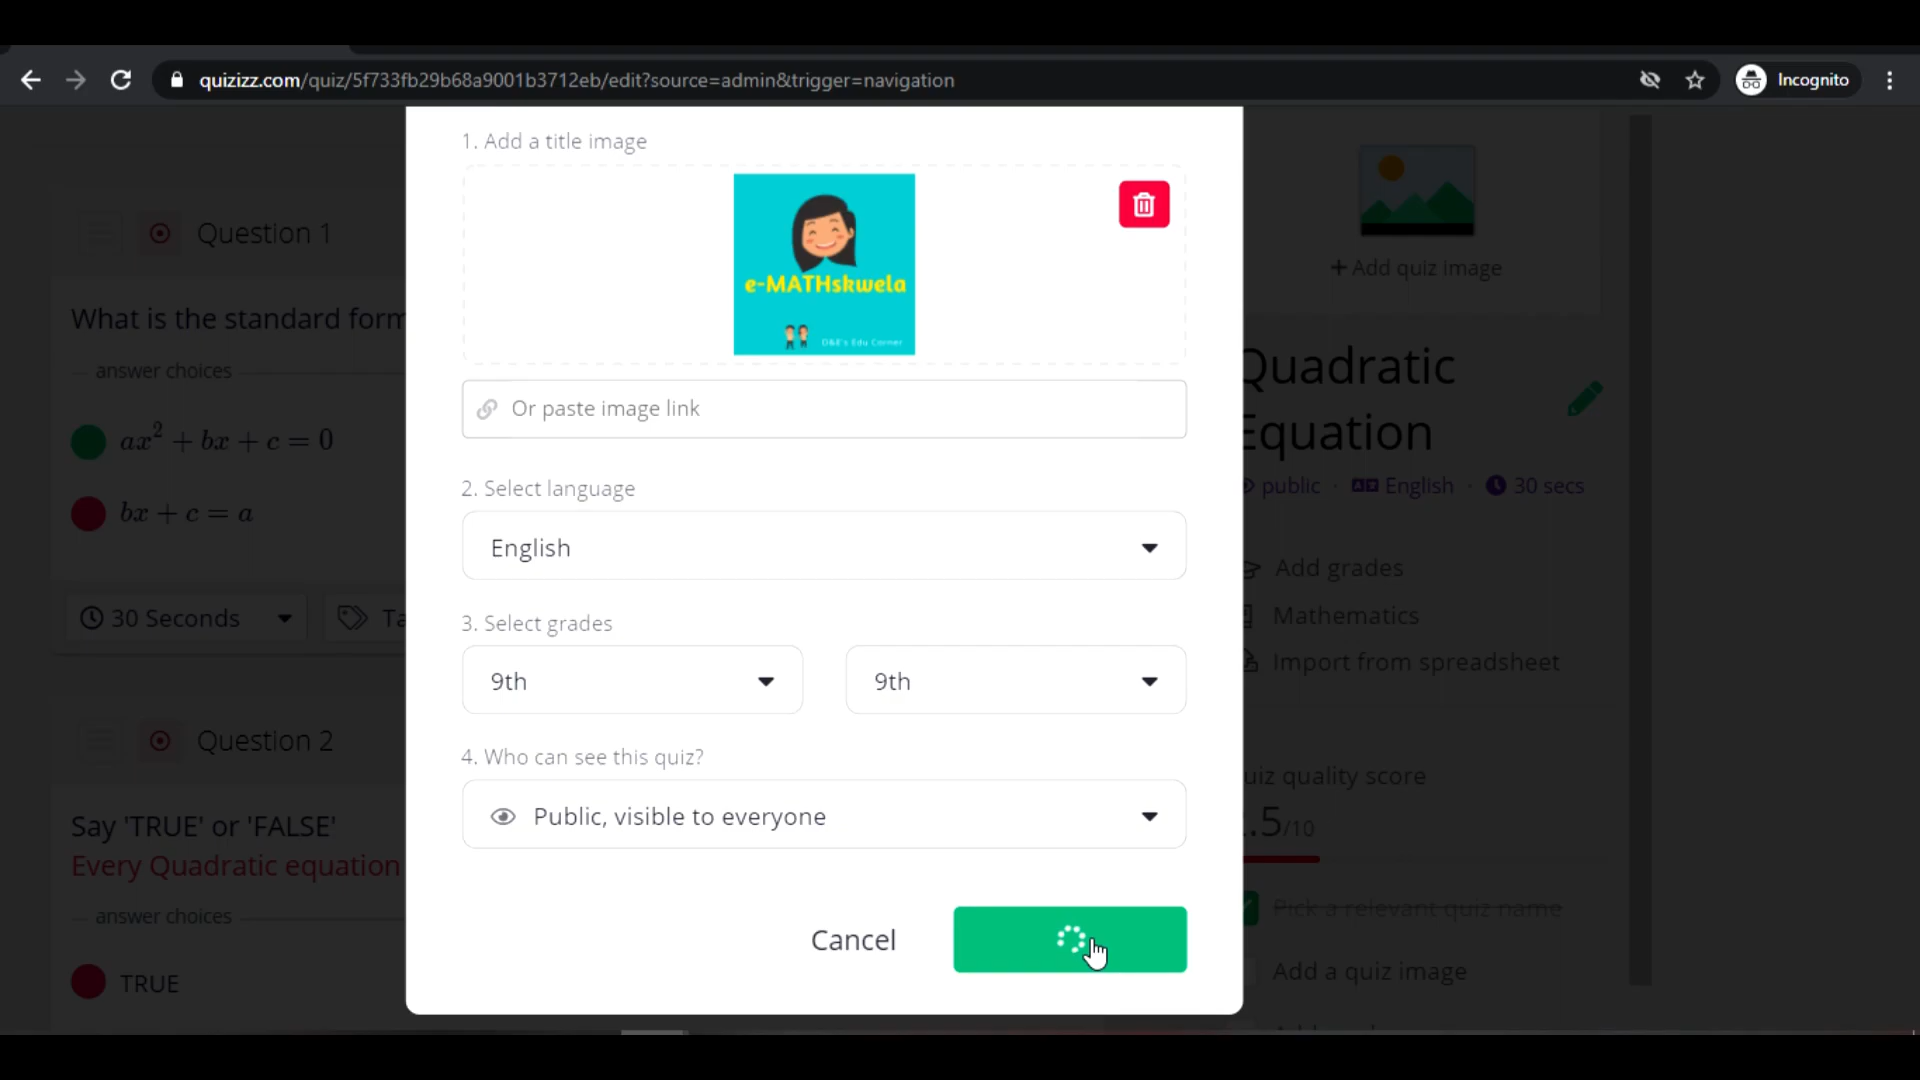 quizizz.com/quiz/5f733fb29b68a9001b3712eb/edit?source=admin&trigger=navigation
Incognito
1. Add a title image
e-MATHskwela
D&E's Edu Corner
Or paste image link
2. Select language
English
3. Select grades
9th
9th
4. Who can see this quiz?
Public, visible to everyone
Cancel
Question 1
What is the standard form
answer choices
ax² + bx + c = 0
bx + c = a
30 Seconds
Question 2
Say 'TRUE' or 'FALSE'
Every Quadratic equation
answer choices
TRUE
+ Add quiz image
Quadratic
Equation
public · English · 30 secs
Add grades
Mathematics
Import from spreadsheet
quality score
.5/10
Pick a relevant quiz name
Add a quiz image